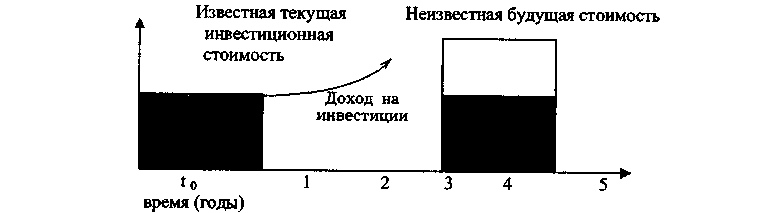 Известная текущая
инвестиционная
стоимость
Неизвестная будущая стоимость
Доход на
инвестиции
t₀ 1 2 3 4 5
время (годы)